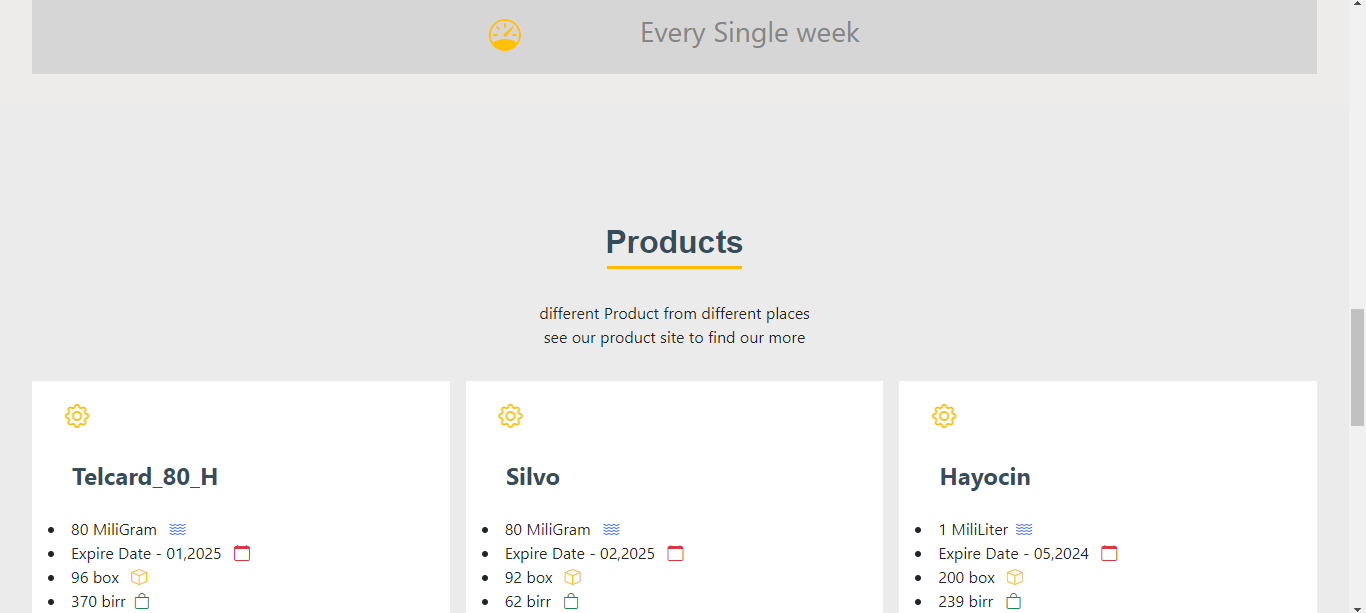 Every Single week
Products
different Product from different places
see our product site to find our more
Telcard_80_H
80 MiliGram
Expire Date - 01,2025
96 box
370 birr
Silvo
80 MiliGram
Expire Date - 02,2025
92 box
62 birr
Hayocin
1 MiliLiter
Expire Date - 05,2024
200 box
239 birr